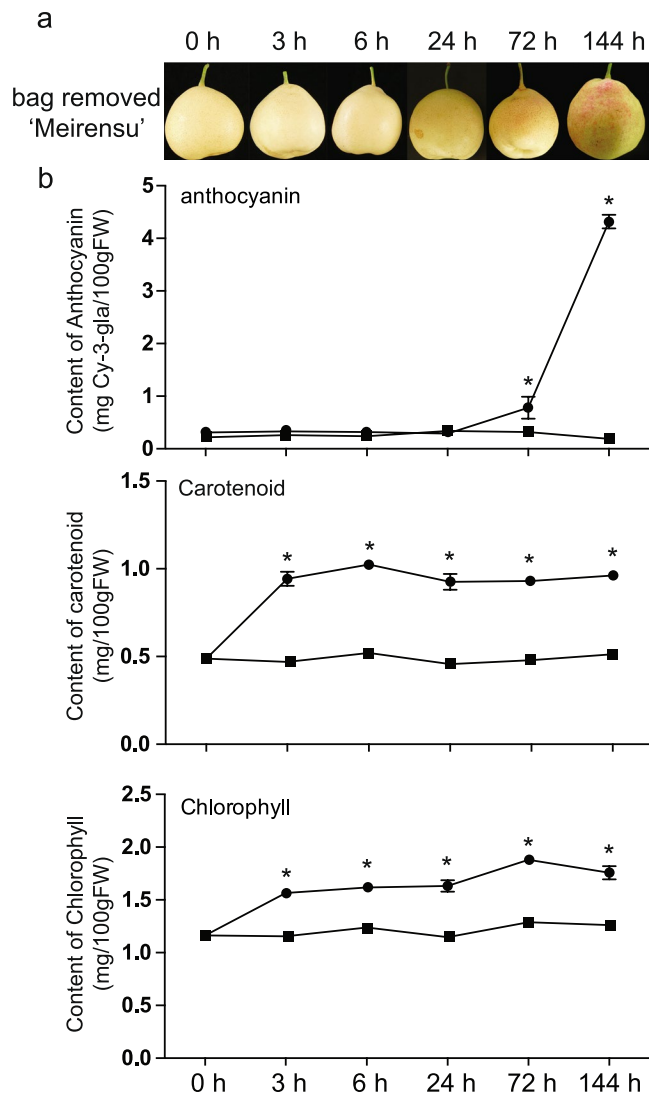 a
0 h 3 h 6 h 24 h 72 h 144 h
bag removed
'Meirensu'
b
anthocyanin
Content of Anthocyanin
(mg Cy-3-gla/100gFW)
5
4
3
2
1
0
*
*
Carotenoid
Content of carotenoid
(mg/100gFW)
1.5
1.0
0.5
0.0
* * * * *
Chlorophyll
Content of Chlorophyll
(mg/100gFW)
2.5
2.0
1.5
1.0
0.5
0.0
* * * * *
0 h 3 h 6 h 24 h 72 h 144 h